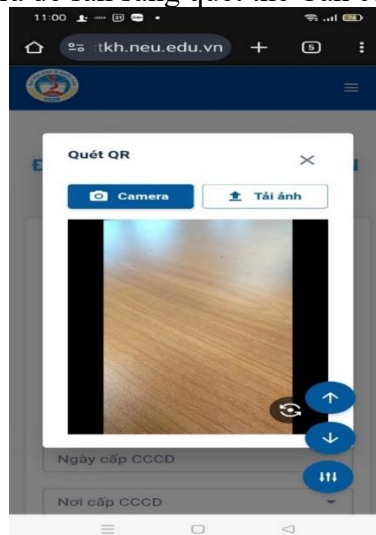 11:00
tkh.neu.edu.vn
5
Quét QR
Camera
Tải ảnh
Ngày cấp CCCD
Nơi cấp CCCD